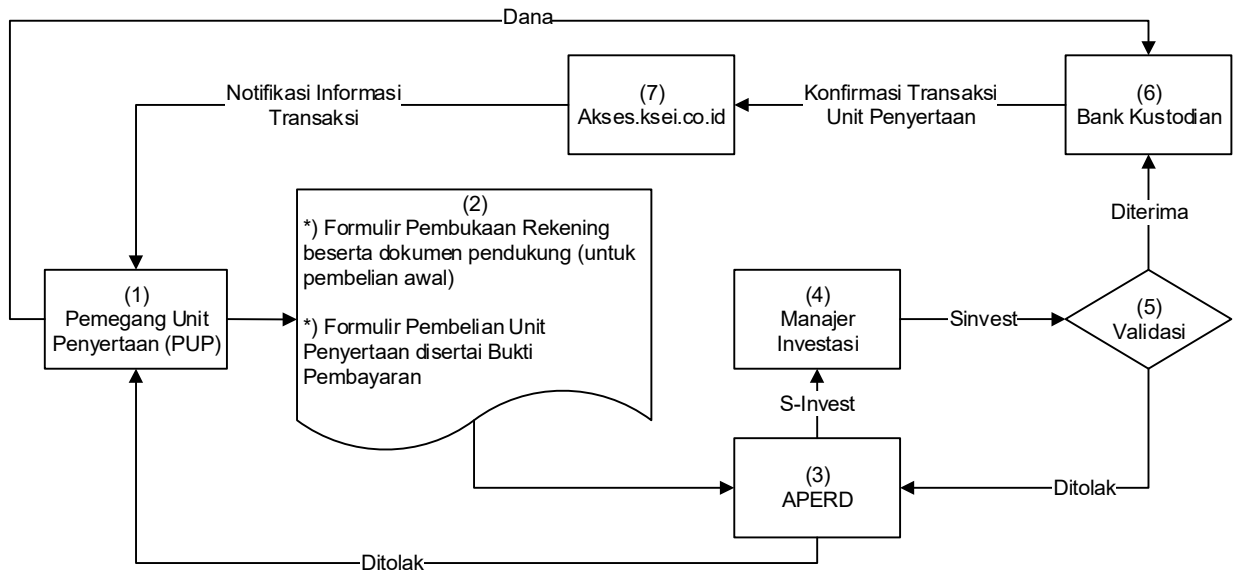 Dana
Notifikasi Informasi
Transaksi
(7)
Akses.ksei.co.id
Konfirmasi Transaksi
Unit Penyertaan
(6)
Bank Kustodian
(2)
*) Formulir Pembukaan Rekening
beserta dokumen pendukung (untuk
pembelian awal)
*) Formulir Pembelian Unit
Penyertaan disertai Bukti
Pembayaran
Diterima
(1)
Pemegang Unit
Penyertaan (PUP)
(4)
Manajer
Investasi
Sinvest
(5)
Validasi
S-Invest
(3)
APERD
Ditolak
Ditolak